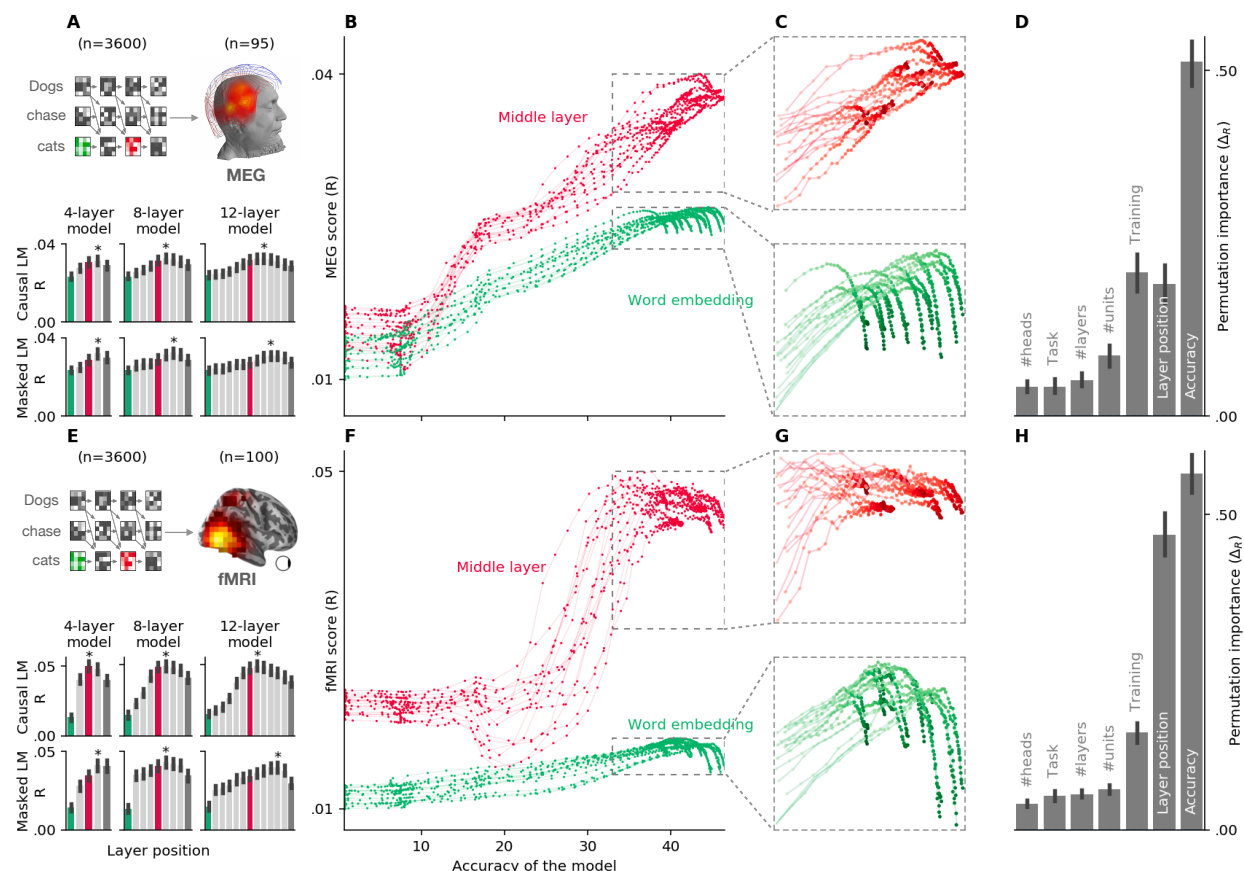 A
(n=3600)
(n=95)
Dogs
chase
cats
MEG
4-layer
model
8-layer
model
12-layer
model
Causal LM
R
.04
.00
*
*
*
Masked LM
R
.04
.00
*
*
*
B
MEG score (R)
.04
.01
Middle layer
Word embedding
C
D
#heads
Task
#layers
#units
Training
Layer position
Accuracy
.50
.00
Permutation importance (Δ_R)
E
(n=3600)
(n=100)
Dogs
chase
cats
fMRI
4-layer
model
8-layer
model
12-layer
model
Causal LM
R
.05
.00
*
*
*
Masked LM
R
.05
.00
*
*
*
Layer position
F
fMRI score (R)
.05
.01
Middle layer
Word embedding
10
20
30
40
Accuracy of the model
G
H
#heads
Task
#layers
#units
Training
Layer position
Accuracy
.50
.00
Permutation importance (Δ_R)